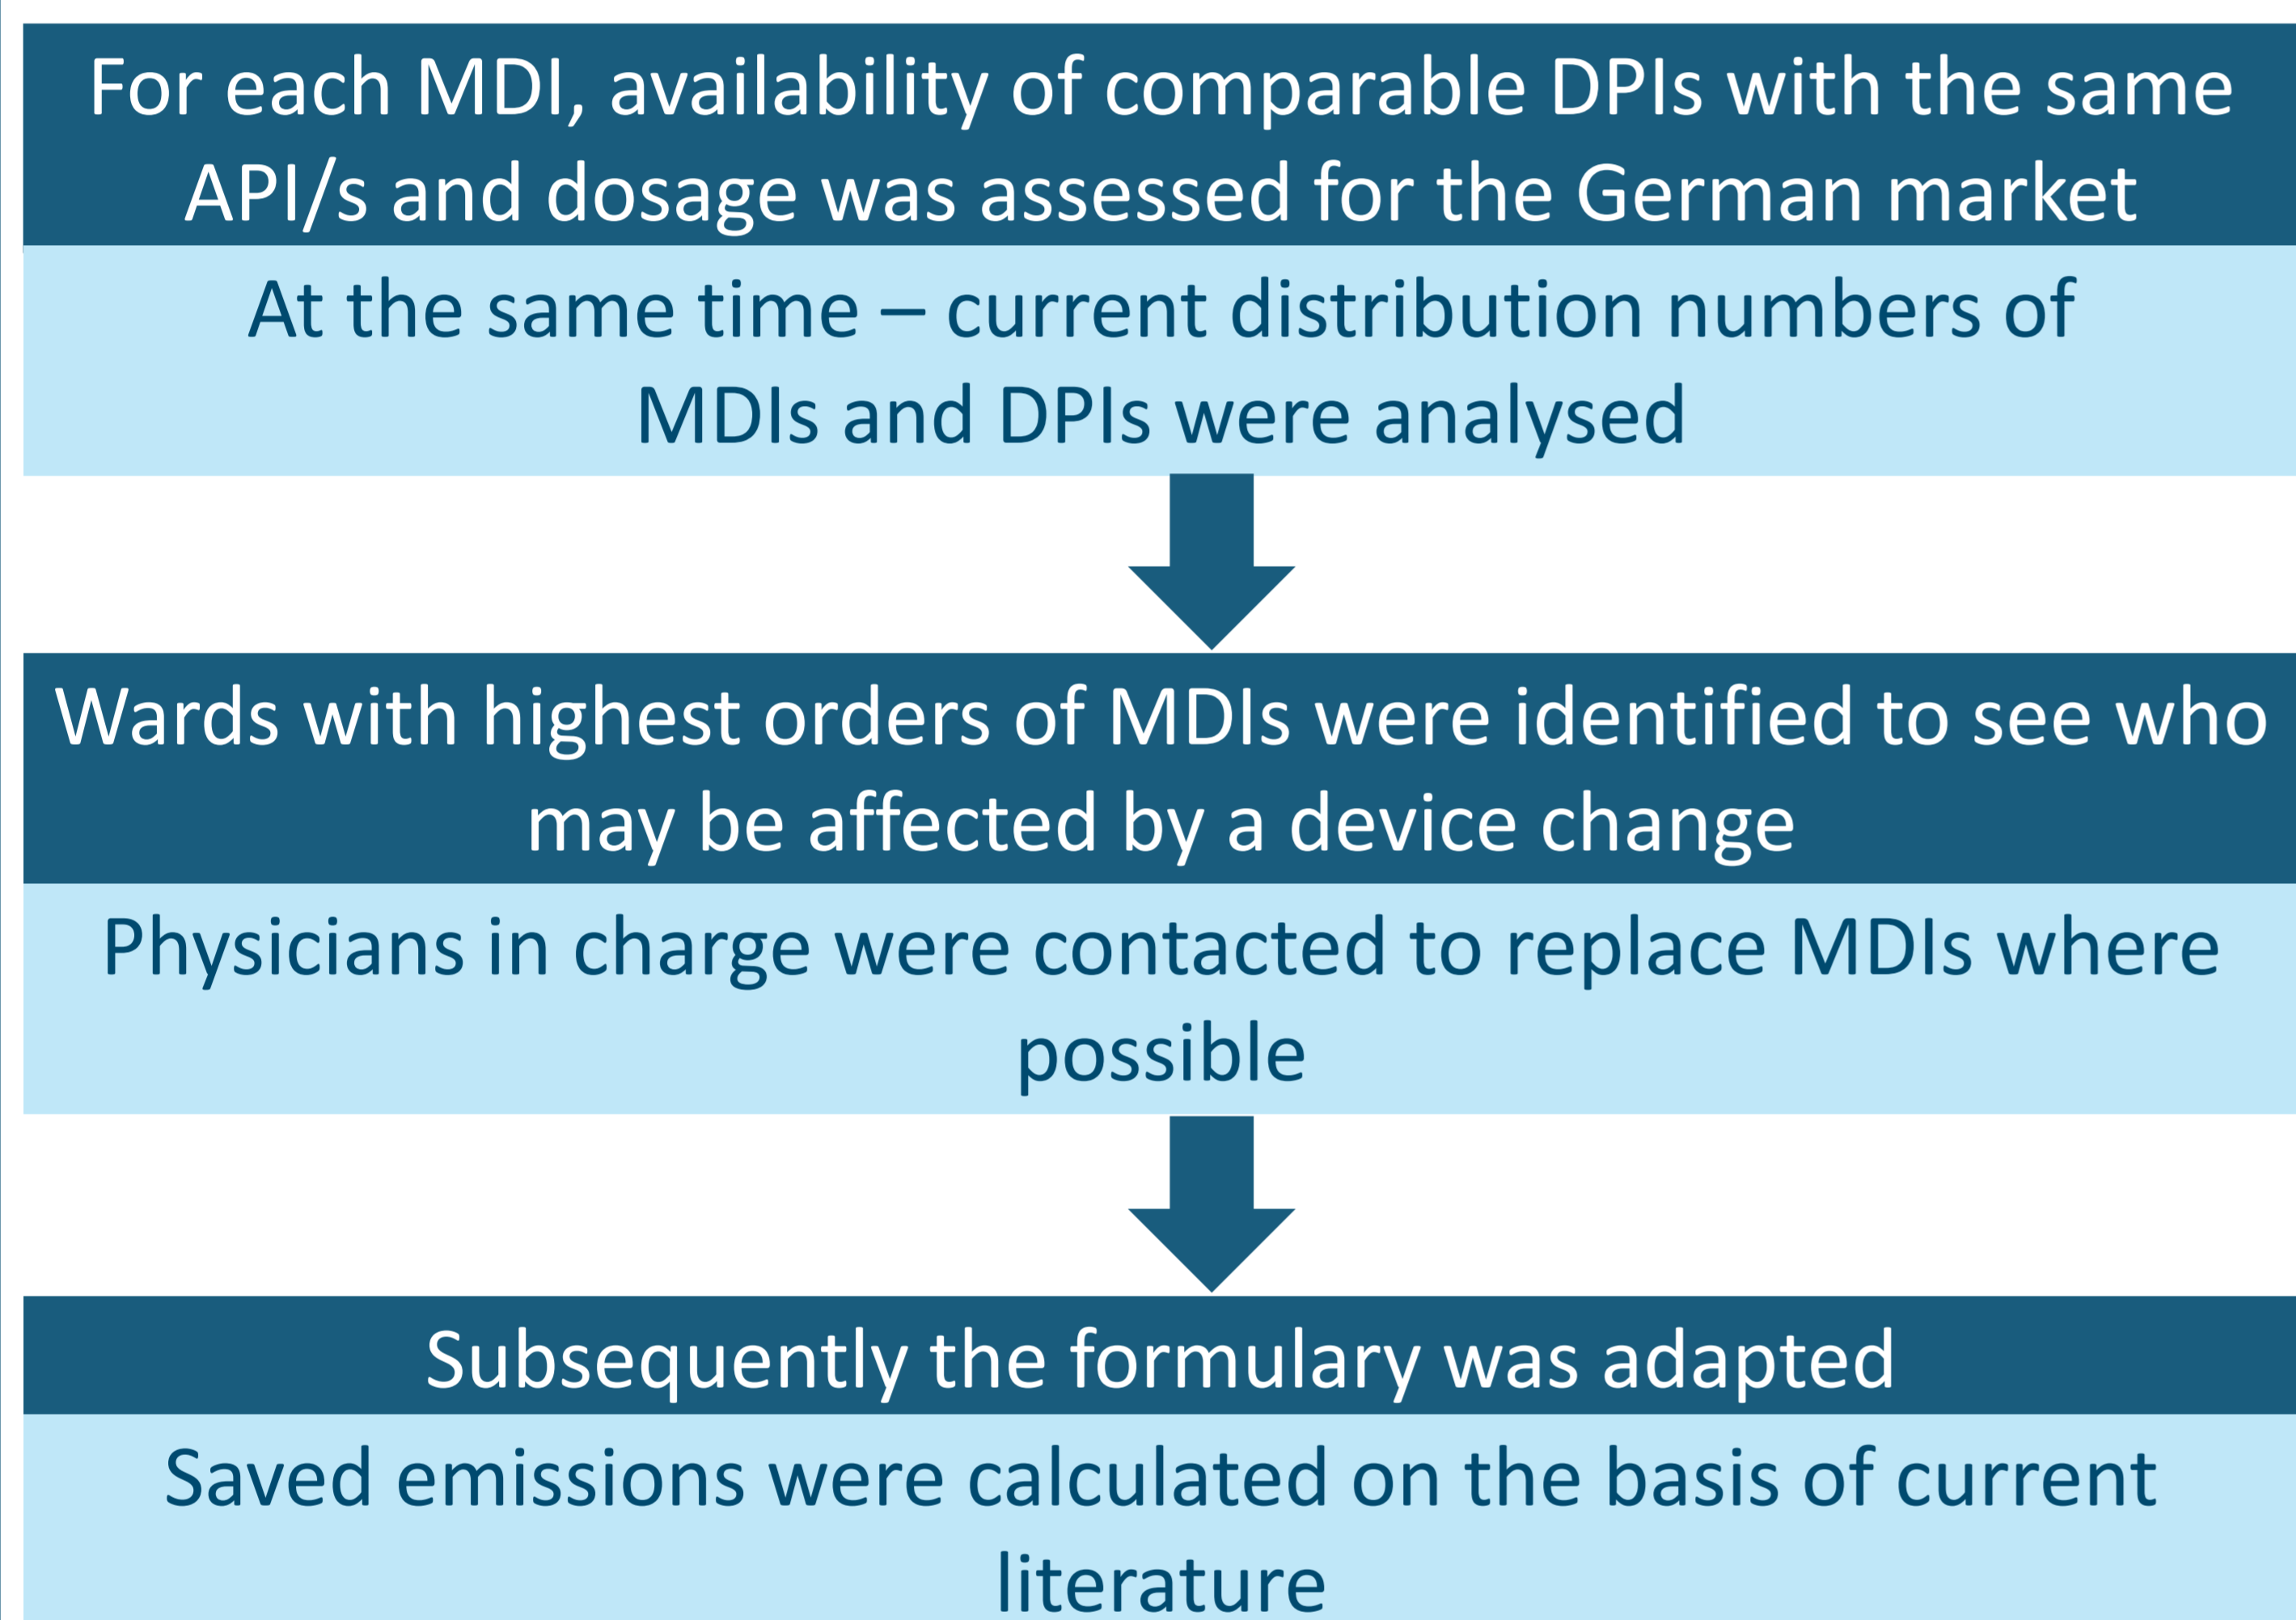 For each MDI, availability of comparable DPIs with the same
API/s and dosage was assessed for the German market
At the same time – current distribution numbers of
MDIs and DPIs were analysed
Wards with highest orders of MDIs were identified to see who
may be affected by a device change
Physicians in charge were contacted to replace MDIs where
possible
Subsequently the formulary was adapted
Saved emissions were calculated on the basis of current
literature